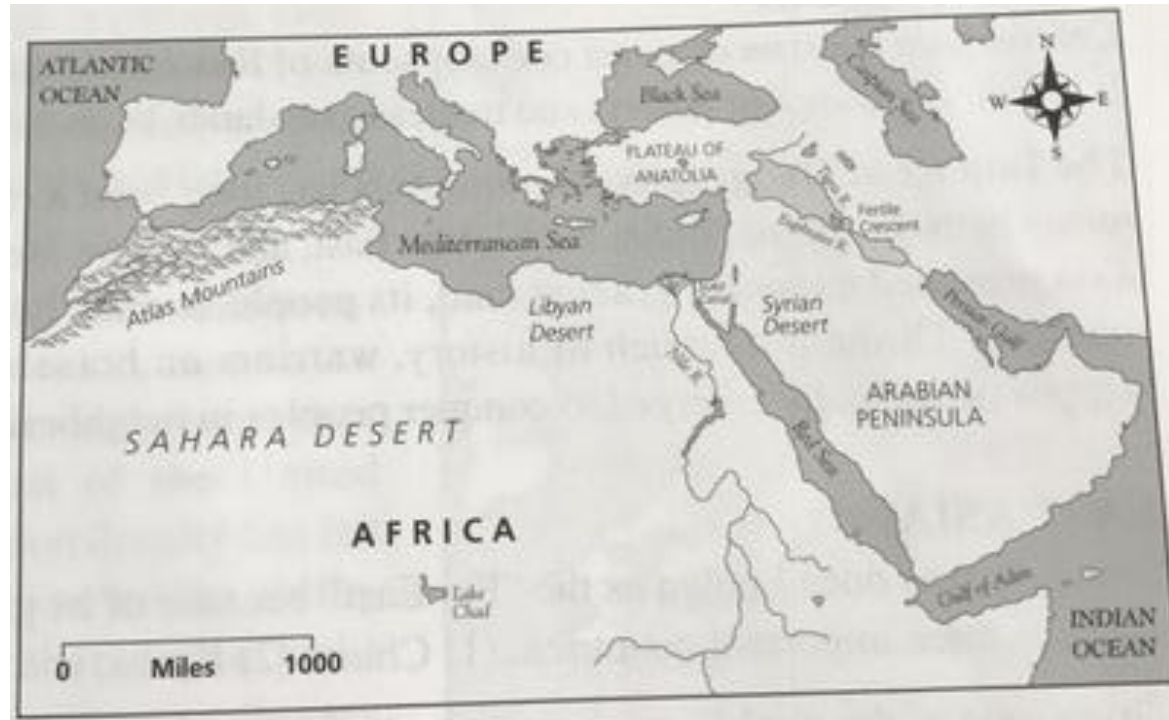 EUROPE
ATLANTIC
OCEAN
Black Sea
Caspian Sea
N
W
E
S
PLATEAU OF
ANATOLIA
Tigris R.
Fertile
Crescent
Euphrates R.
Mediterranean Sea
Atlas Mountains
Libyan
Desert
Suez
Canal
Syrian
Desert
Persian Gulf
Nile R.
ARABIAN
PENINSULA
SAHARA DESERT
Red Sea
AFRICA
Lake
Chad
Gulf of Aden
INDIAN
OCEAN
0 Miles 1000